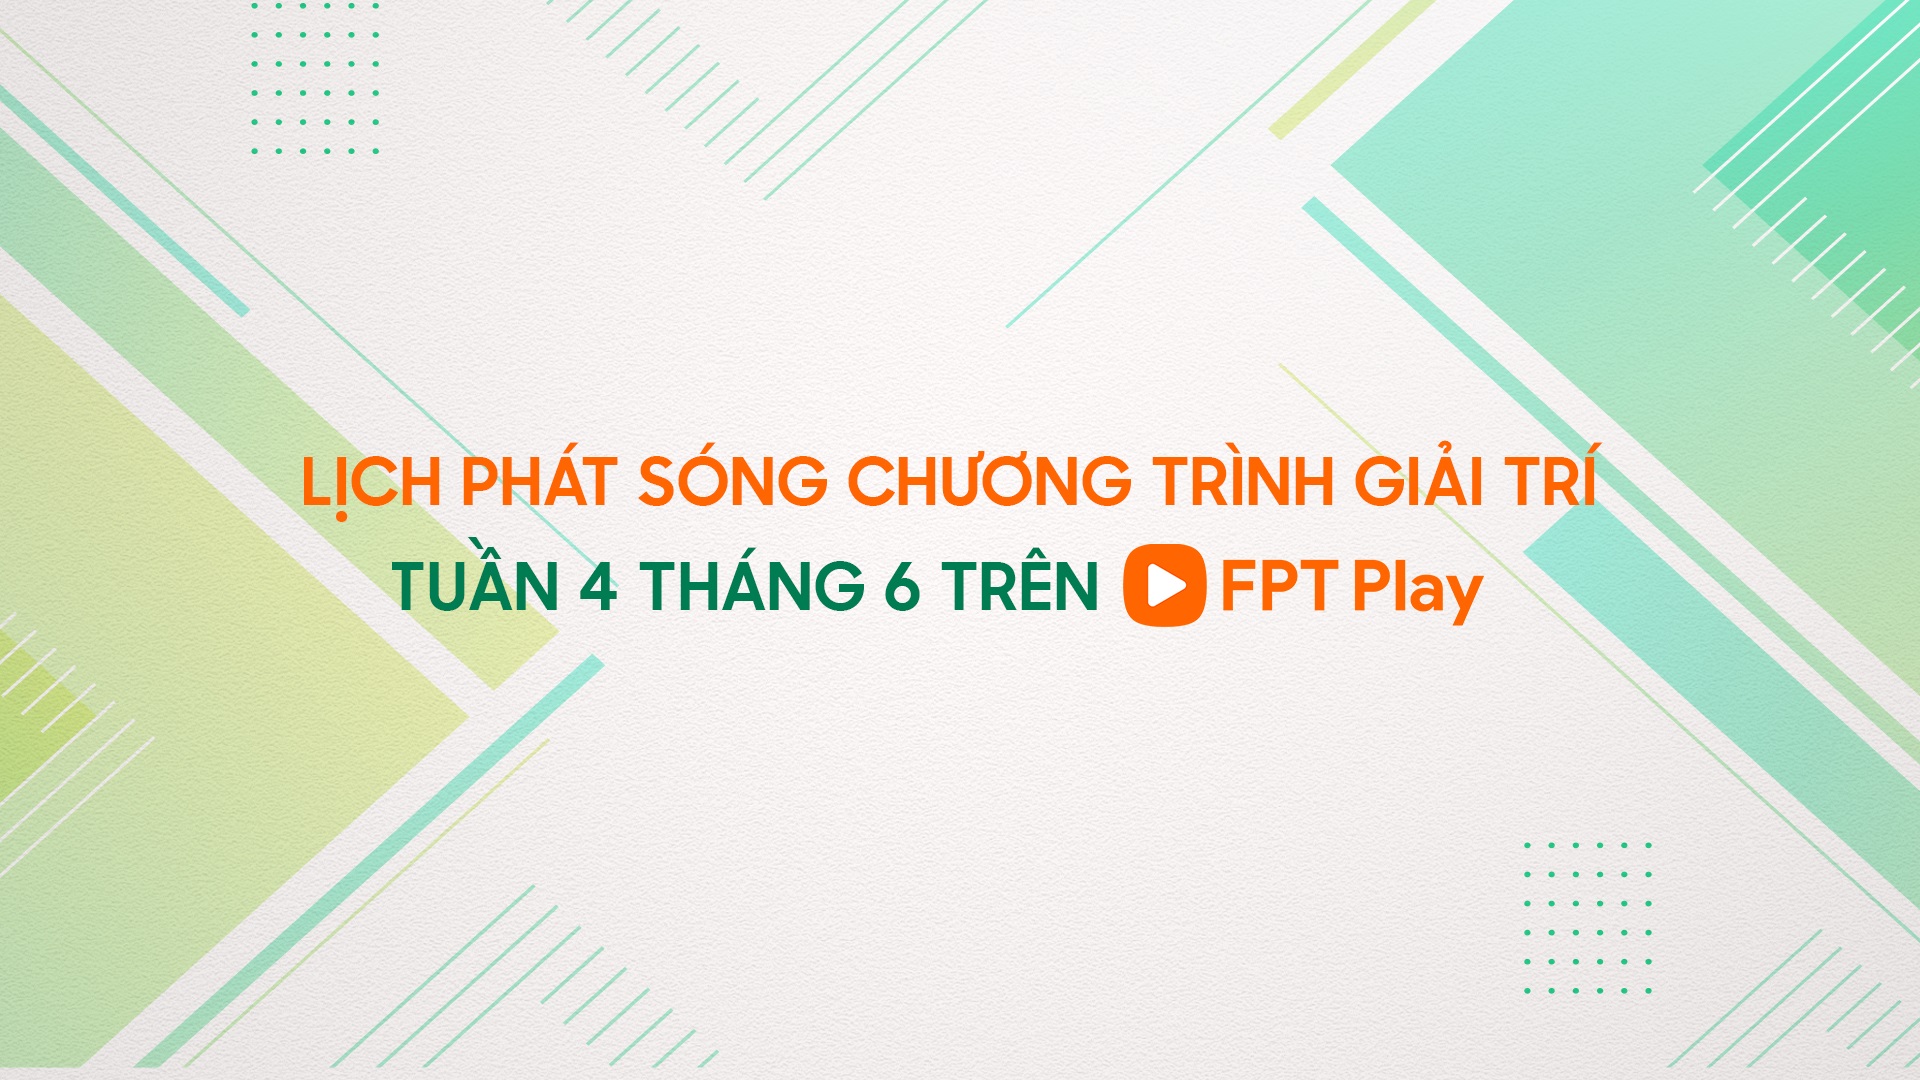 LỊCH PHÁT SÓNG CHƯƠNG TRÌNH GIẢI TRÍ
TUẦN 4 THÁNG 6 TRÊN FPT Play